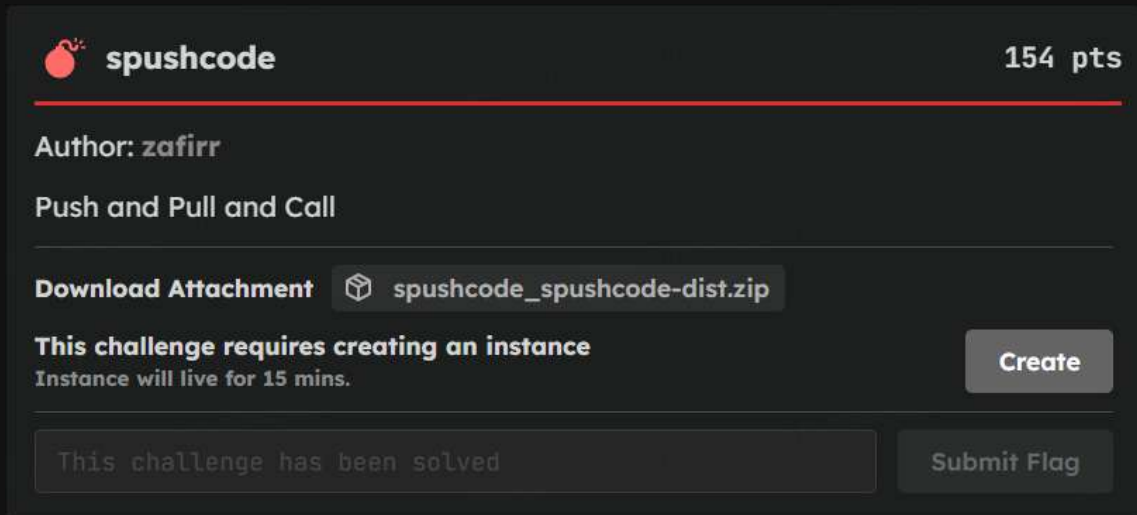 spushcode
154 pts
Author: zafirr
Push and Pull and Call
Download Attachment spushcode_spushcode-dist.zip
This challenge requires creating an instance
Instance will live for 15 mins.
Create
This challenge has been solved
Submit Flag